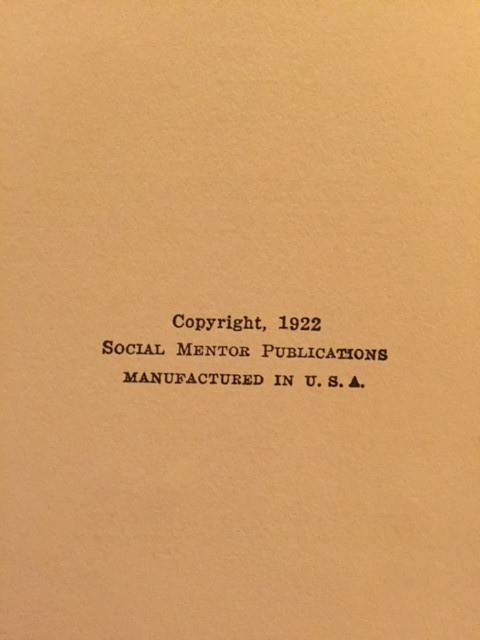 Copyright, 1922
SOCIAL MENTOR PUBLICATIONS
MANUFACTURED IN U. S. A.